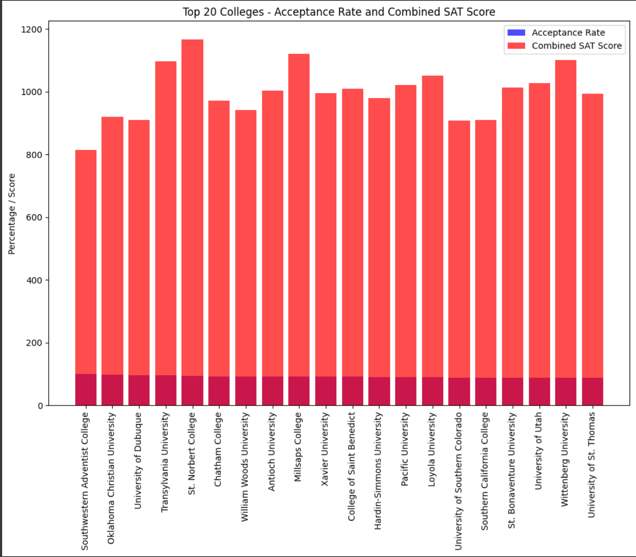 Top 20 Colleges - Acceptance Rate and Combined SAT Score
Acceptance Rate
Combined SAT Score
Percentage / Score
1200
1000
800
600
400
200
0
Southwestern Adventist College
Oklahoma Christian University
University of Dubuque
Transylvania University
St. Norbert College
Chatham College
William Woods University
Antioch University
Millsaps College
Xavier University
College of Saint Benedict
Hardin-Simmons University
Pacific University
Loyola University
University of Southern Colorado
Southern California College
St. Bonaventure University
University of Utah
Wittenberg University
University of St. Thomas